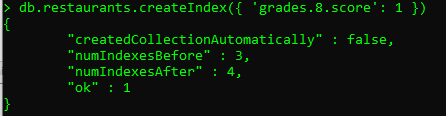 > db.restaurants.createIndex({ 'grades.8.score': 1 })
{
"createdCollectionAutomatically" : false,
"numIndexesBefore" : 3,
"numIndexesAfter" : 4,
"ok" : 1
}